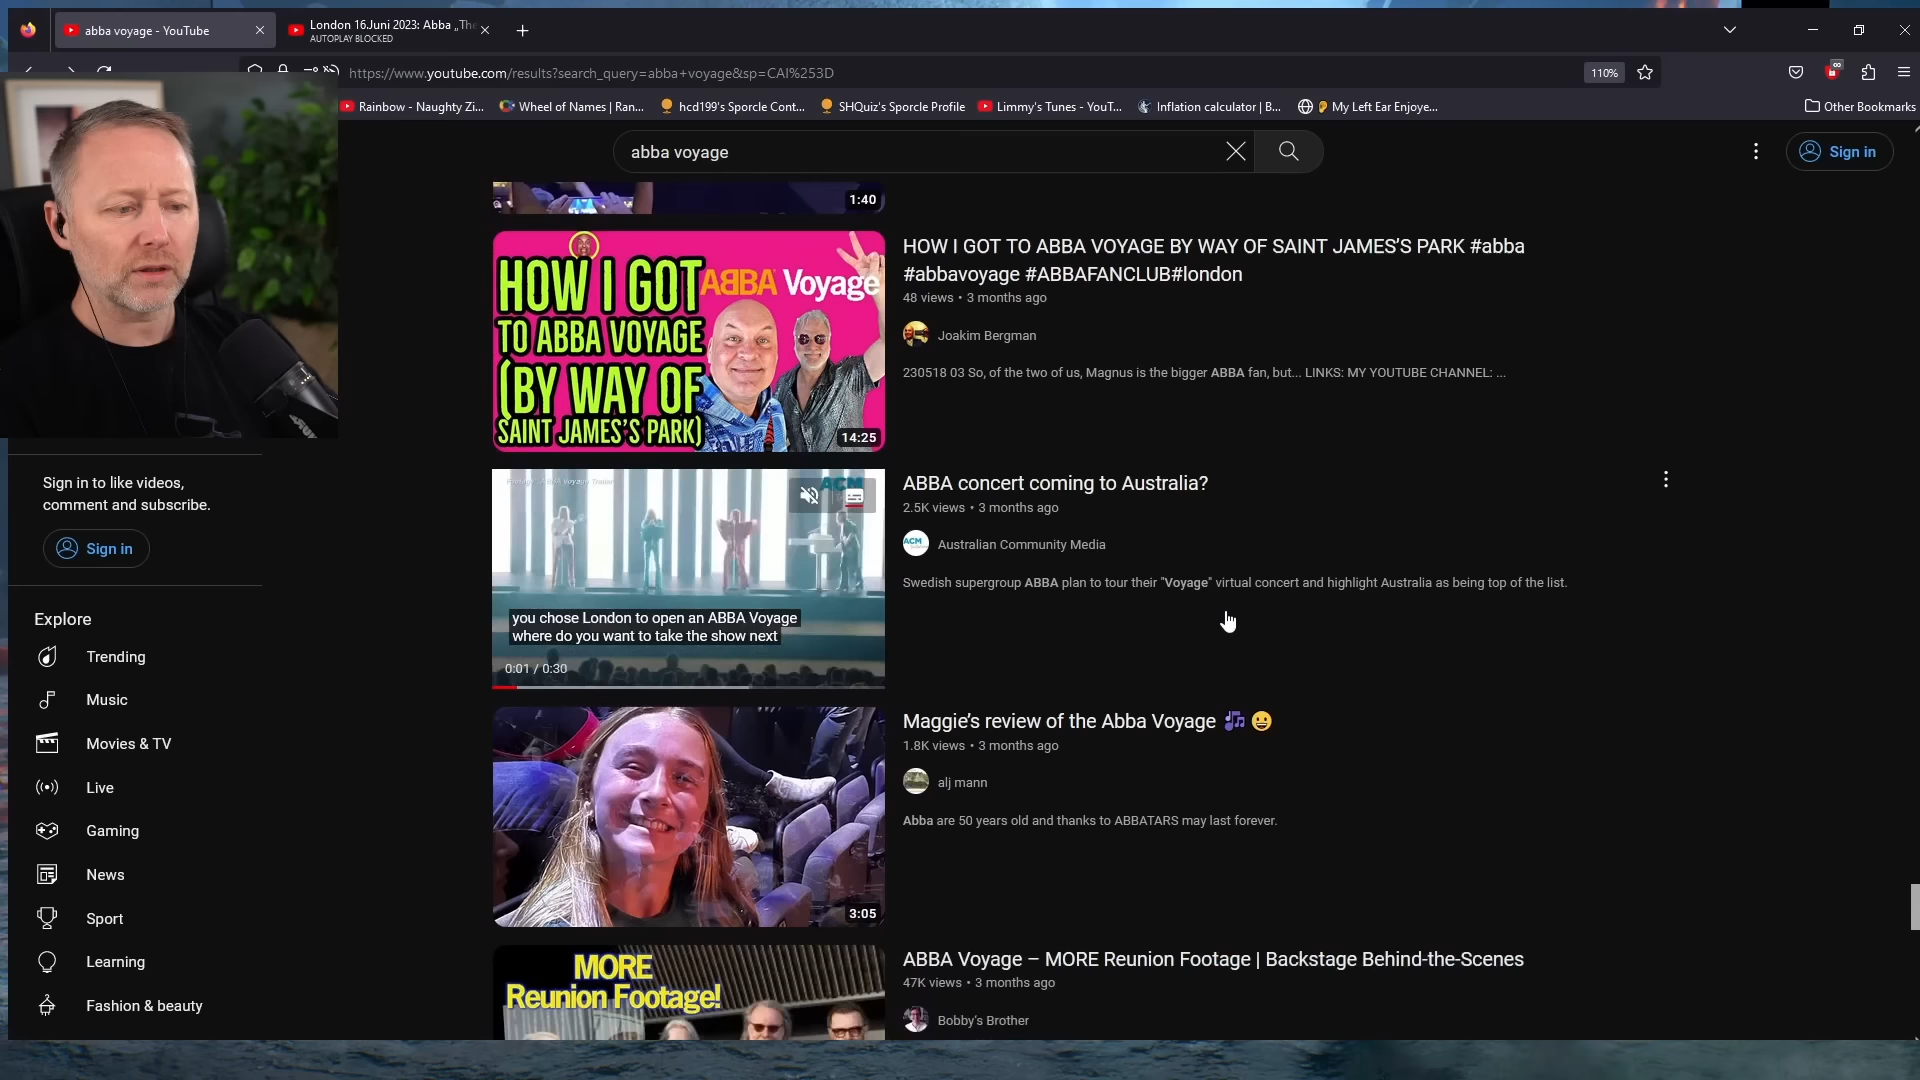 abba voyage - YouTube
London 16.Juni 2023: Abba „The
AUTOPLAY BLOCKED
https://www.youtube.com/results?search_query=abba+voyage&sp=CAI%253D
110%
Rainbow - Naughty Zi...
Wheel of Names | Ran...
hcd199's Sporcle Cont...
SHQuiz's Sporcle Profile
Limmy's Tunes - YouT...
Inflation calculator | B...
My Left Ear Enjoye...
Other Bookmarks
abba voyage
Sign in
1:40
HOW I GOT
TO ABBA VOYAGE
(BY WAY OF
SAINT JAMES'S PARK)
ABBA Voyage
14:25
HOW I GOT TO ABBA VOYAGE BY WAY OF SAINT JAMES'S PARK #abba
#abbavoyage #ABBAFANCLUB#london
48 views • 3 months ago
Joakim Bergman
230518 03 So, of the two of us, Magnus is the bigger ABBA fan, but... LINKS: MY YOUTUBE CHANNEL: ...
Sign in to like videos,
comment and subscribe.
Sign in
Explore
Trending
Music
Movies & TV
Live
Gaming
News
Sport
Learning
Fashion & beauty
ACM
you chose London to open an ABBA Voyage
where do you want to take the show next
0:01 / 0:30
ABBA concert coming to Australia?
2.5K views • 3 months ago
ACM
Australian Community Media
Swedish supergroup ABBA plan to tour their "Voyage" virtual concert and highlight Australia as being top of the list.
3:05
Maggie's review of the Abba Voyage 🎶 😀
1.8K views • 3 months ago
alj mann
Abba are 50 years old and thanks to ABBATARS may last forever.
MORE
Reunion Footage!
ABBA Voyage – MORE Reunion Footage | Backstage Behind-the-Scenes
47K views • 3 months ago
Bobby's Brother